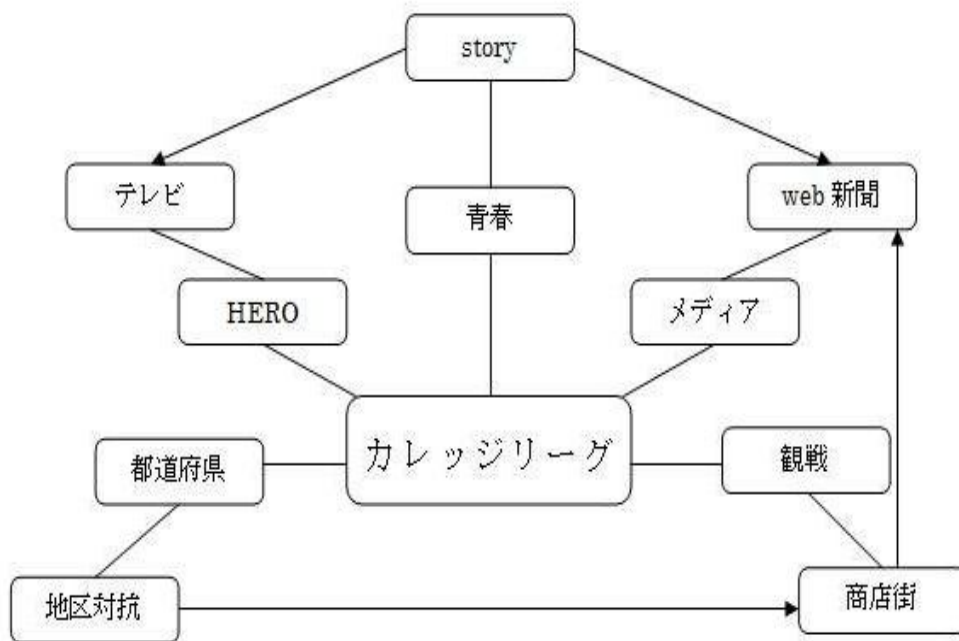 story
テレビ
青春
web 新聞
HERO
メディア
カレッジリーグ
都道府県
観戦
地区対抗
商店街